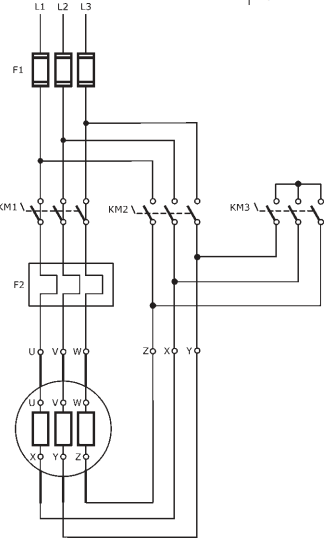 L1 L2 L3
F1
KM1 KM2 KM3
F2
U V W Z X Y
U V W
X Y Z